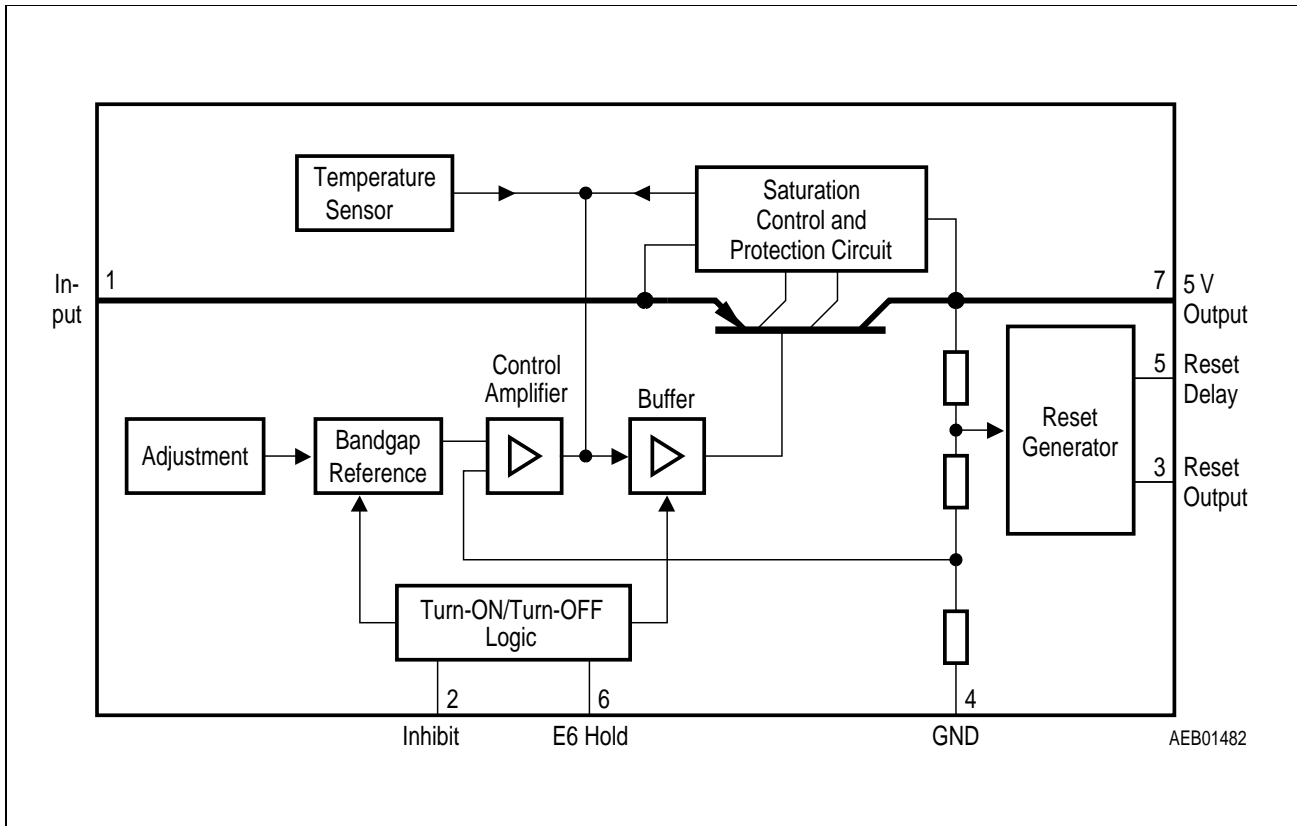 Temperature
Sensor
Saturation
Control and
Protection Circuit
In-
put
1
7
5 V
Output
Control
Amplifier
Buffer
5
Reset
Delay
Adjustment
Bandgap
Reference
Reset
Generator
3
Reset
Output
Turn-ON/Turn-OFF
Logic
2
6
4
Inhibit
E6 Hold
GND
AEB01482